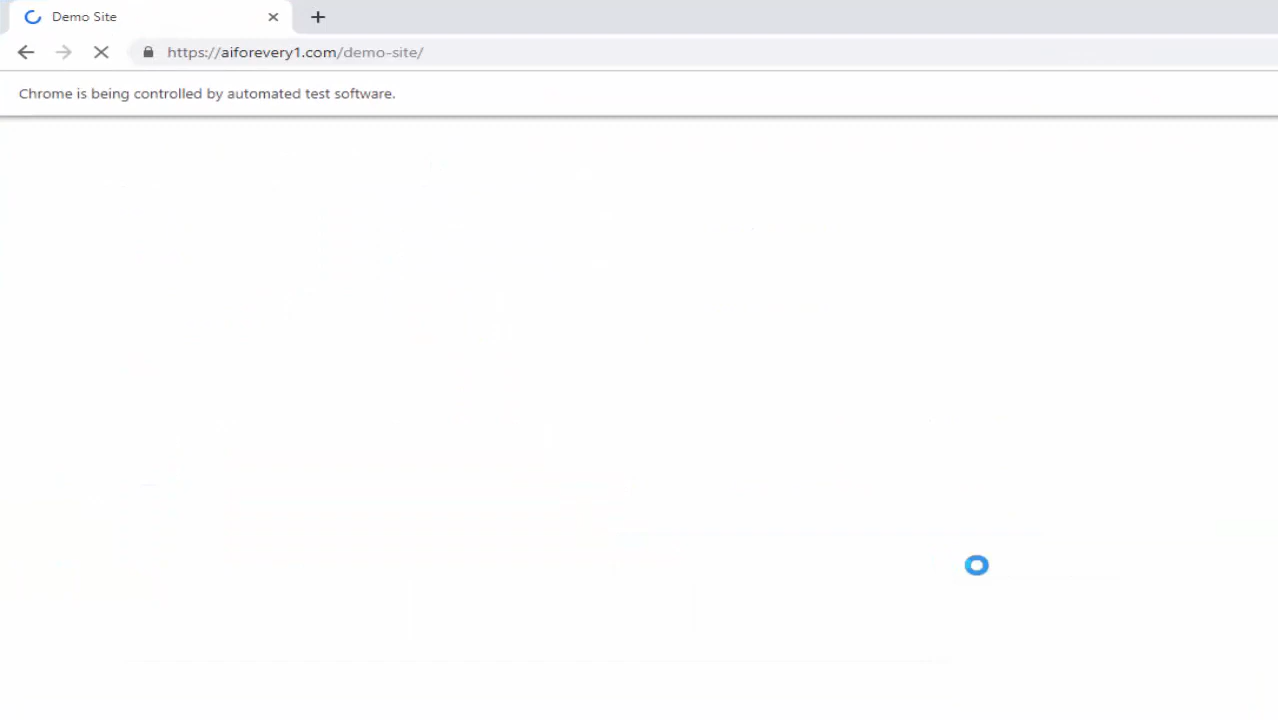 Demo Site
https://aiforevery1.com/demo-site/
Chrome is being controlled by automated test software.